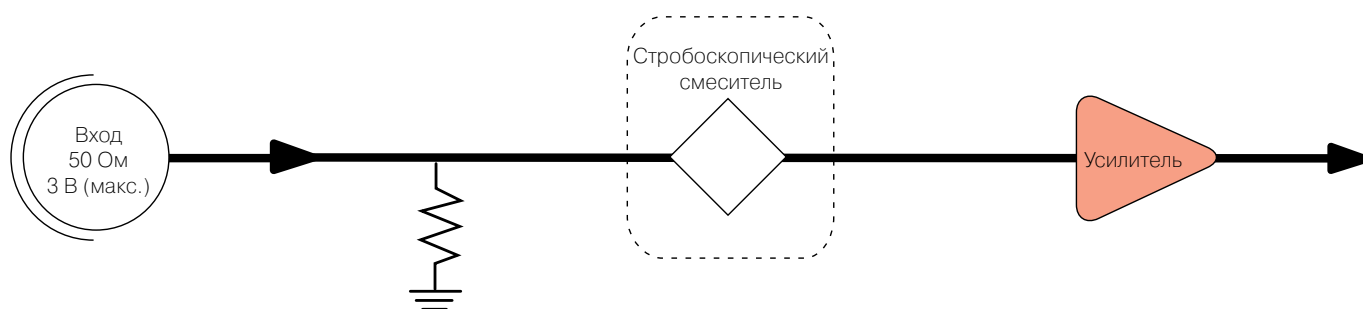 Вход
50 Ом
3 В (макс.)
Стробоскопический
смеситель
Усилитель